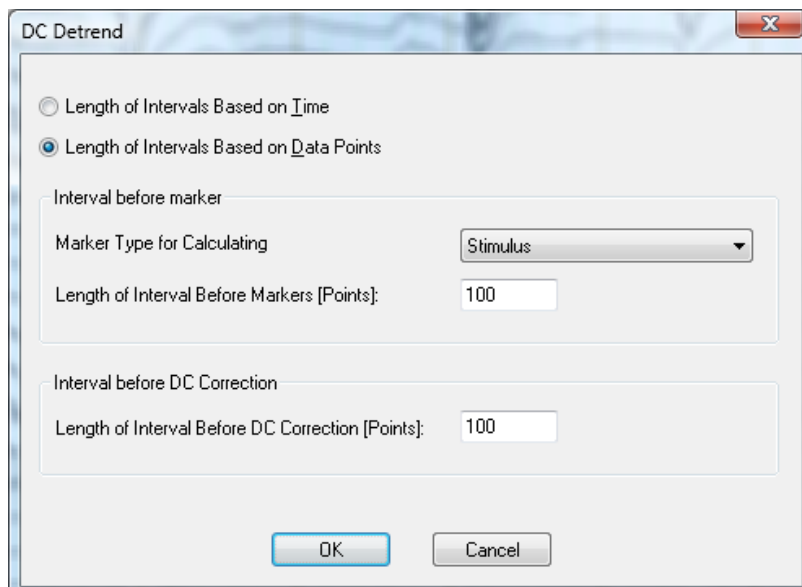 DC Detrend
Length of Intervals Based on Time
Length of Intervals Based on Data Points
Interval before marker
Marker Type for Calculating
Stimulus
Length of Interval Before Markers [Points]:
100
Interval before DC Correction
Length of Interval Before DC Correction [Points]:
100
OK
Cancel